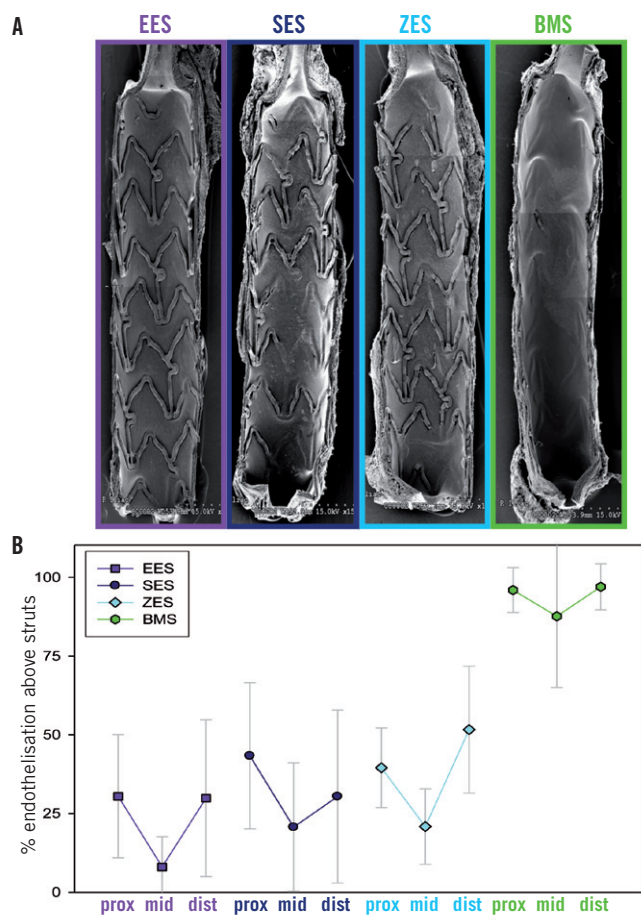 A
EES SES ZES BMS
B
EES
SES
ZES
BMS
% endothelisation above struts
100
75
50
25
0
prox mid dist prox mid dist prox mid dist prox mid dist